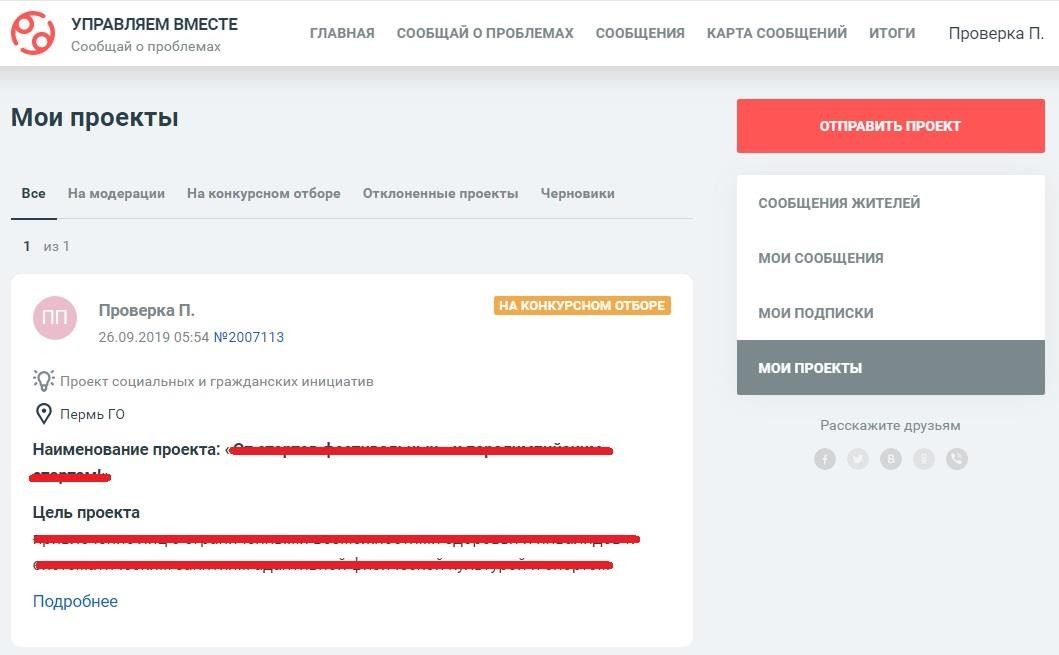 УПРАВЛЯЕМ ВМЕСТЕ
Сообщай о проблемах
ГЛАВНАЯ СООБЩАЙ О ПРОБЛЕМАХ СООБЩЕНИЯ КАРТА СООБЩЕНИЙ ИТОГИ Проверка П.
Мои проекты
ОТПРАВИТЬ ПРОЕКТ
Все На модерации На конкурсном отборе Отклоненные проекты Черновики
1 из 1
ПП
Проверка П.
НА КОНКУРСНОМ ОТБОРЕ
26.09.2019 05:54 №2007113
Проект социальных и гражданских инициатив
Пермь ГО
Наименование проекта: «
Цель проекта
Подробнее
СООБЩЕНИЯ ЖИТЕЛЕЙ
МОИ СООБЩЕНИЯ
МОИ ПОДПИСКИ
МОИ ПРОЕКТЫ
Расскажите друзьям